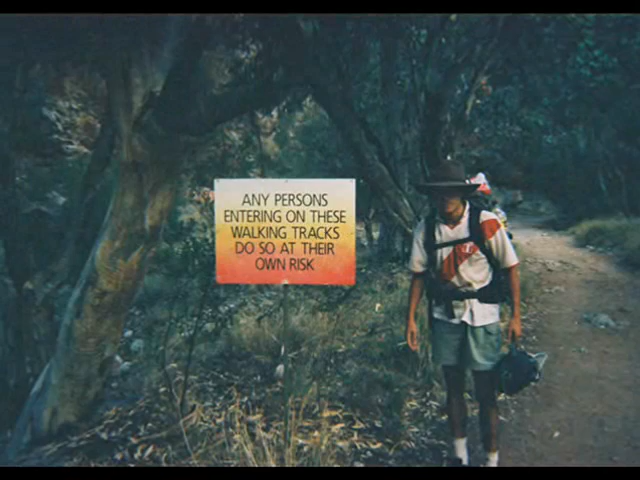 ANY PERSONS
ENTERING ON THESE
WALKING TRACKS
DO SO AT THEIR
OWN RISK